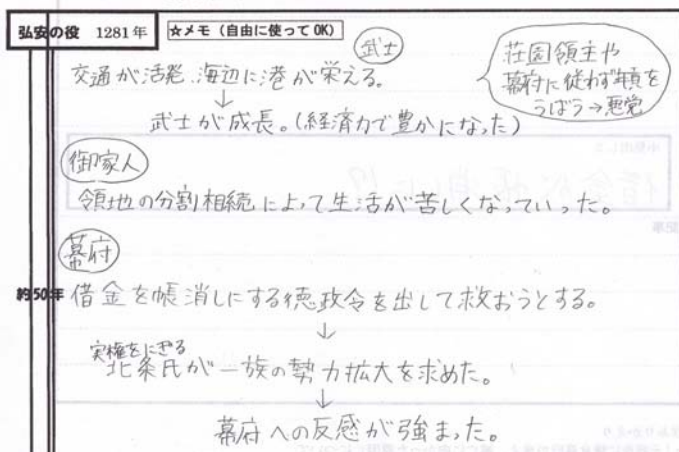 弘安の役 1281年
☆メモ（自由に使ってOK）
武士
交通が活発、海辺に港が栄える。
↓
武士が成長。(経済力で豊かになった)
荘園領主や
幕府に従わず年貢を
うばう→悪党
御家人
領地の分割相続によって生活が苦しくなっていった。
幕府
約50年
借金を帳消しにする徳政令を出して救おうとする。
↓
実権をにぎる
北条氏が一族の勢力拡大を求めた。
↓
幕府への反感が強まった。